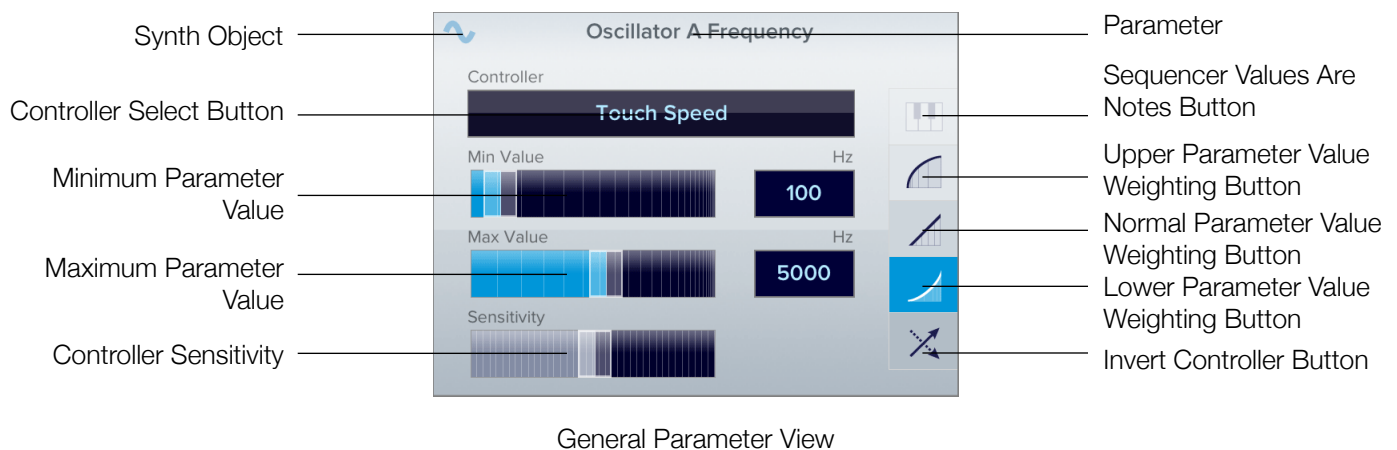 Synth Object
Controller Select Button
Minimum Parameter
Value
Maximum Parameter
Value
Controller Sensitivity
Oscillator A Frequency
Controller
Touch Speed
Min Value
Hz
100
Max Value
Hz
5000
Sensitivity
Parameter
Sequencer Values Are
Notes Button
Upper Parameter Value
Weighting Button
Normal Parameter Value
Weighting Button
Lower Parameter Value
Weighting Button
Invert Controller Button
General Parameter View